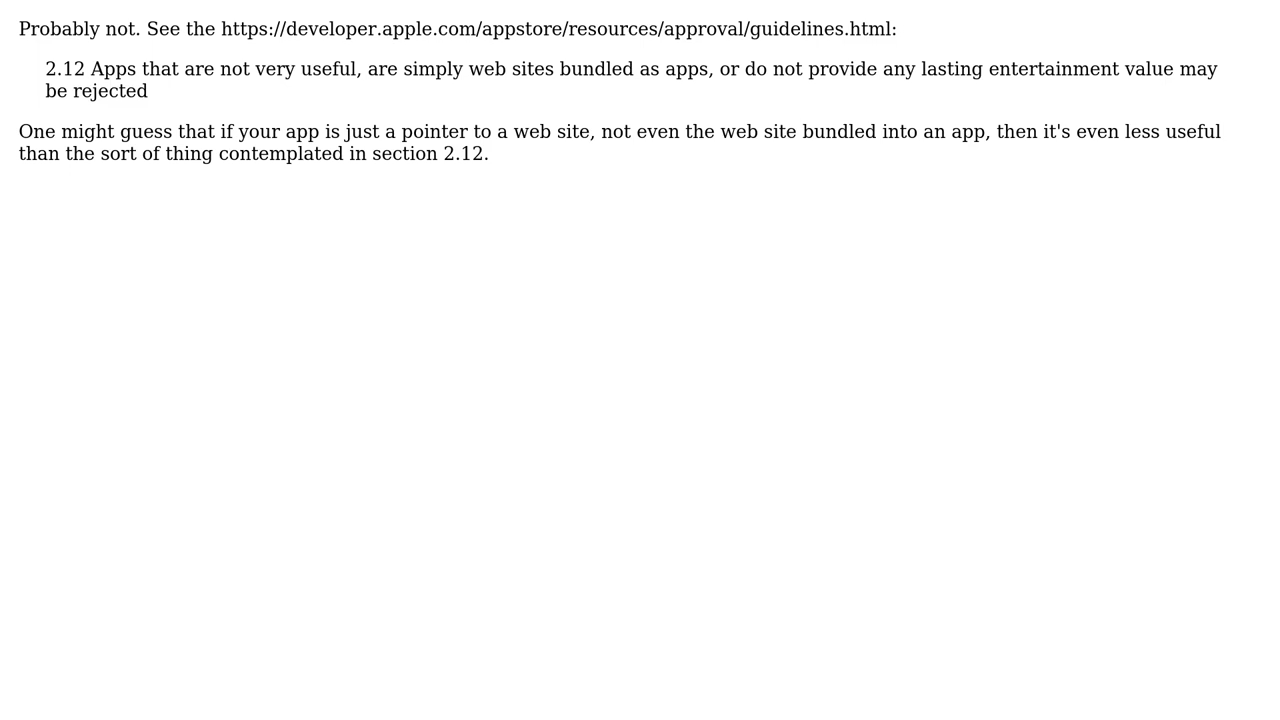 Probably not. See the https://developer.apple.com/appstore/resources/approval/guidelines.html:
2.12 Apps that are not very useful, are simply web sites bundled as apps, or do not provide any lasting entertainment value may
be rejected
One might guess that if your app is just a pointer to a web site, not even the web site bundled into an app, then it's even less useful
than the sort of thing contemplated in section 2.12.